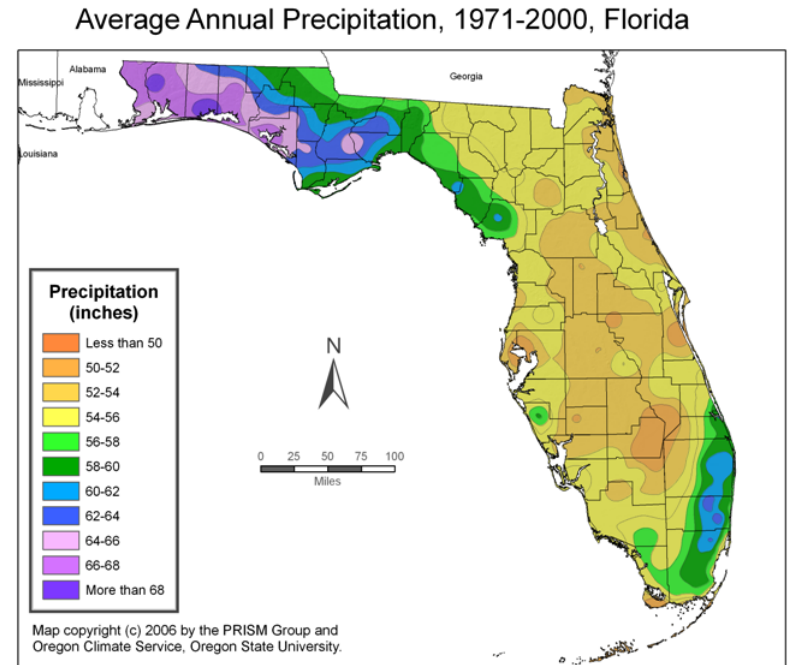 Average Annual Precipitation, 1971-2000, Florida
Alabama
Mississippi
Georgia
Louisiana
Precipitation
(inches)
Less than 50
50-52
52-54
54-56
56-58
58-60
60-62
62-64
64-66
66-68
More than 68
N
0 25 50 75 100
Miles
Map copyright (c) 2006 by the PRISM Group and
Oregon Climate Service, Oregon State University.